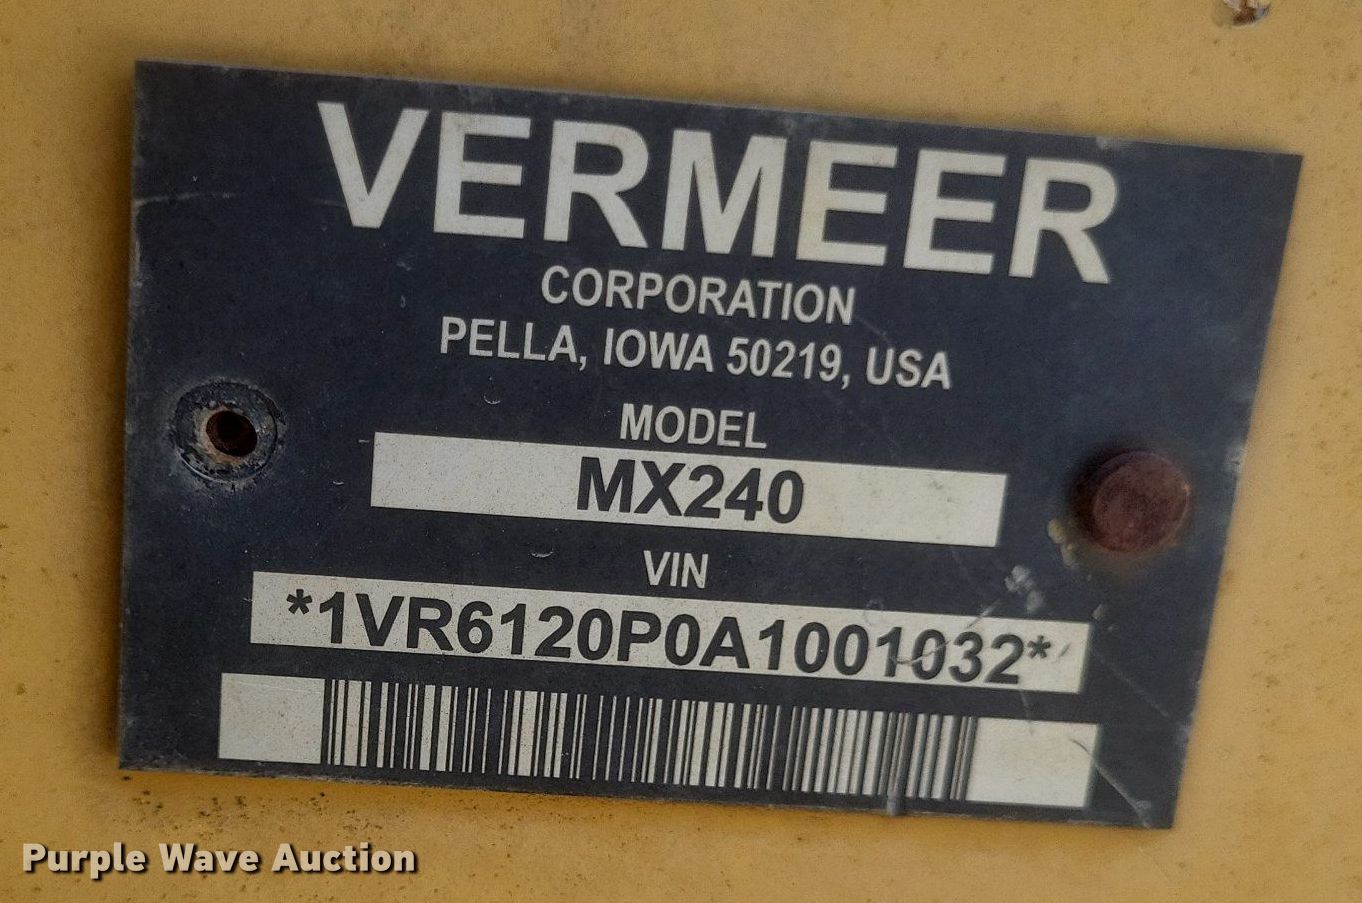 VERMEER
CORPORATION
PELLA, IOWA 50219, USA
MODEL
MX240
VIN
*1VR6120P0A1001032*
Purple Wave Auction